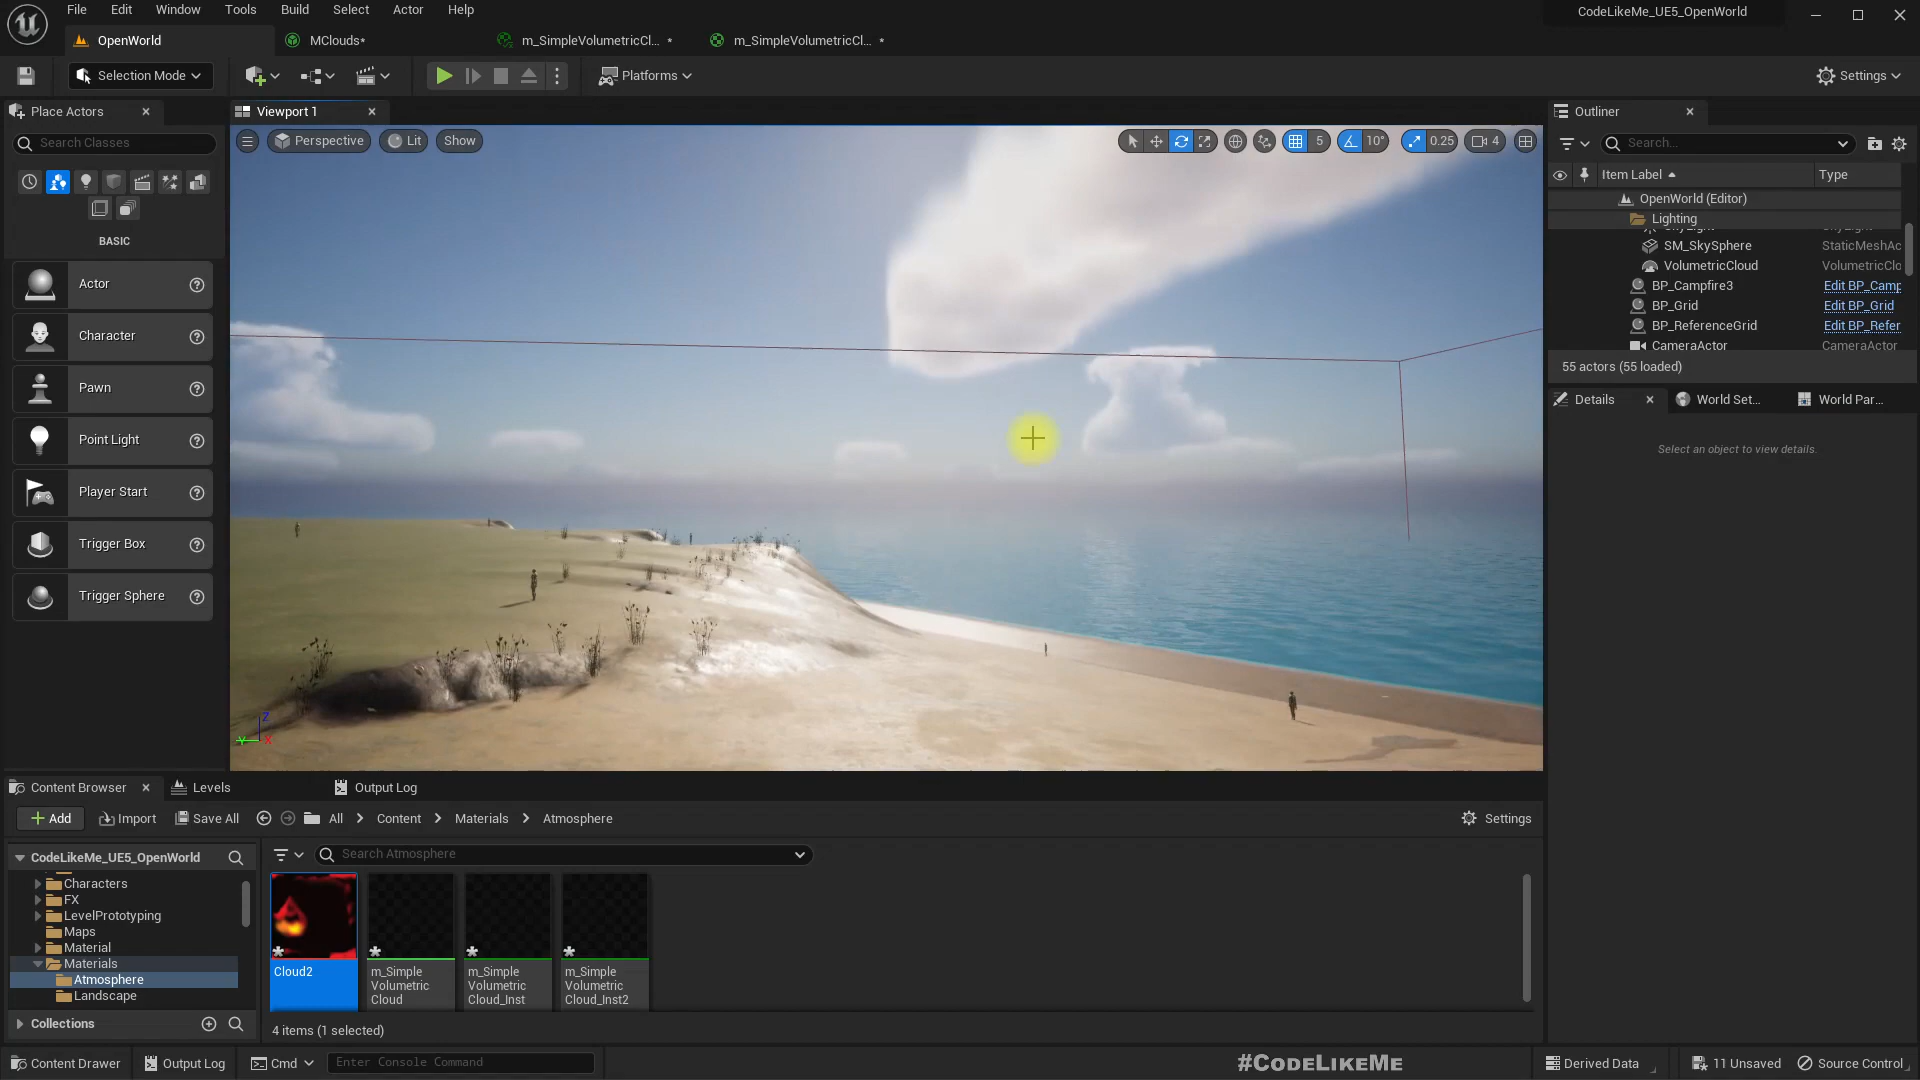 File Edit Window Tools Build Select Actor Help
CodeLikeMe_UE5_OpenWorld
OpenWorld
MClouds*
m_SimpleVolumetricCl... *
m_SimpleVolumetricCl... *
Selection Mode
Platforms
Settings
Place Actors
Search Classes
BASIC
Actor
Character
Pawn
Point Light
Player Start
Trigger Box
Trigger Sphere
Viewport 1
Perspective
Lit
Show
5
10°
0.25
4
Z
Y
X
Outliner
Search...
Item Label
Type
OpenWorld (Editor)
Lighting
SM_SkySphere StaticMeshAc
VolumetricCloud VolumetricClo
BP_Campfire3 Edit BP_Camp
BP_Grid Edit BP_Grid
BP_ReferenceGrid Edit BP_Refer
CameraActor CameraActor
55 actors (55 loaded)
Details
World Set...
World Par...
Select an object to view details.
Content Browser
Levels
Output Log
Add
Import
Save All
All
Content
Materials
Atmosphere
Settings
CodeLikeMe_UE5_OpenWorld
Characters
FX
LevelPrototyping
Maps
Material
Materials
Atmosphere
Landscape
Collections
Search Atmosphere
Cloud2
m_Simple
Volumetric
Cloud
m_Simple
Volumetric
Cloud_Inst
m_Simple
Volumetric
Cloud_Inst2
4 items (1 selected)
Content Drawer
Output Log
Cmd
Enter Console Command
#CodeLikeMe
Derived Data
11 Unsaved
Source Control